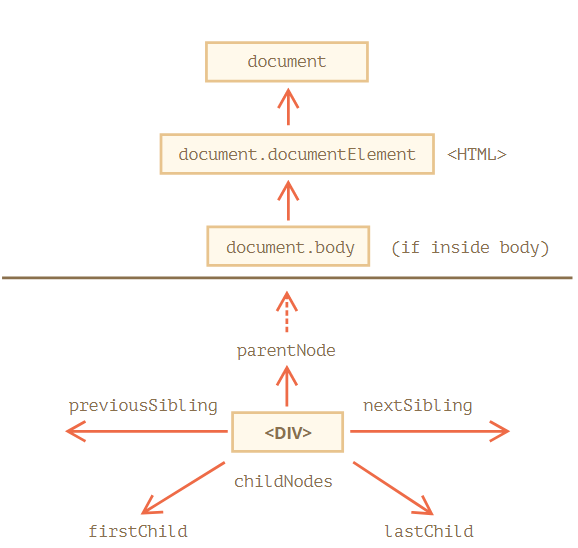 document
document.documentElement <HTML>
document.body (if inside body)
parentNode
previousSibling nextSibling
<DIV>
childNodes
firstChild lastChild